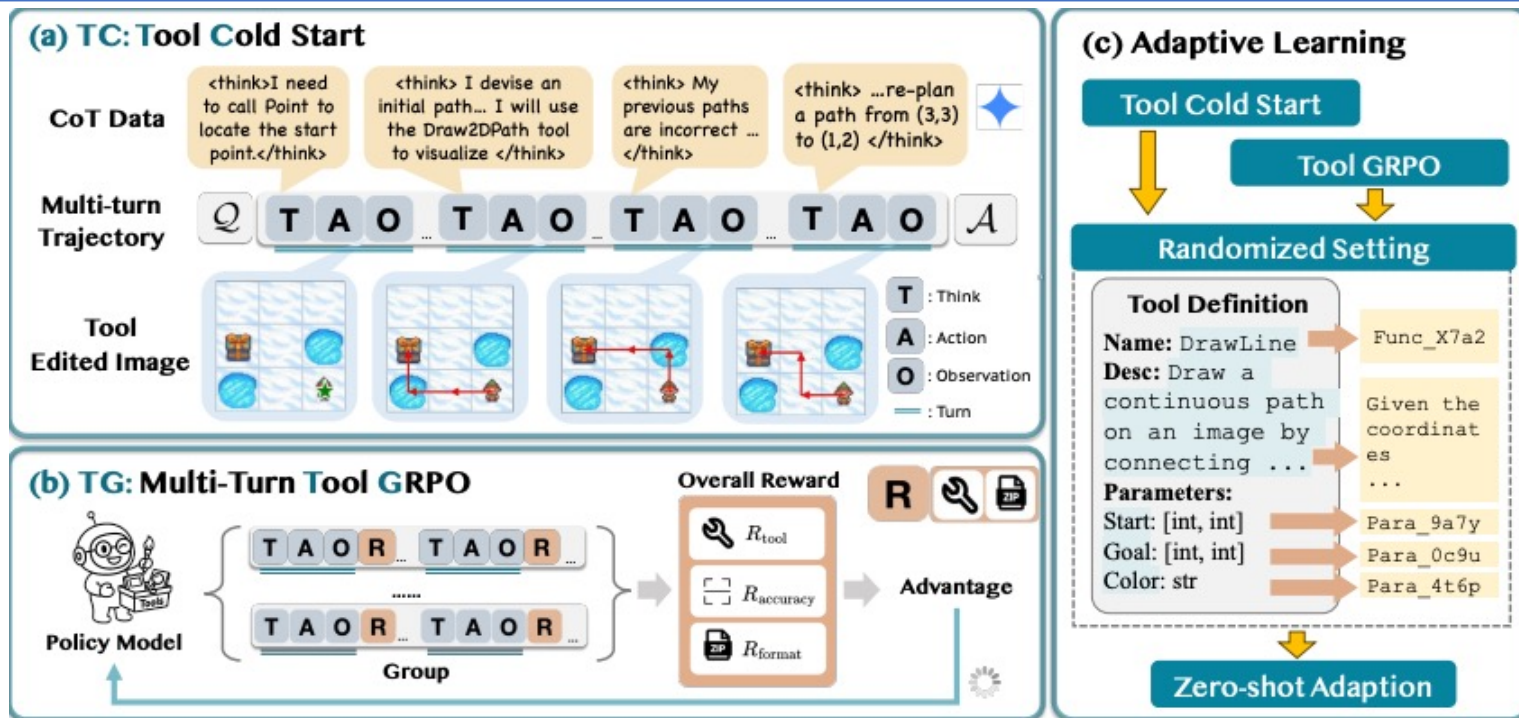 (a) TC: Tool Cold Start
CoT Data
<think>I need
to call Point to
locate the start
point.</think>
<think> I devise an
initial path... I will use
the Draw2DPath tool
to visualize </think>
<think> My
previous paths
are incorrect ...
</think>
<think> ...re-plan
a path from (3,3)
to (1,2) </think>
Multi-turn
Trajectory
Q T A O ... T A O ... T A O ... T A O A
Tool
Edited Image
T : Think
A : Action
O : Observation
: Turn
(b) TG: Multi-Turn Tool GRPO
Policy Model
Tools
T A O R ... T A O R ...
......
T A O R ... T A O R ...
Group
Overall Reward
R_tool
R_accuracy
ZIP R_format
R ZIP
Advantage
(c) Adaptive Learning
Tool Cold Start
Tool GRPO
Randomized Setting
Tool Definition
Name: DrawLine
Desc: Draw a
continuous path
on an image by
connecting ...
Parameters:
Start: [int, int]
Goal: [int, int]
Color: str
Func_X7a2
Given the
coordinat
es
...
Para_9a7y
Para_0c9u
Para_4t6p
Zero-shot Adaption